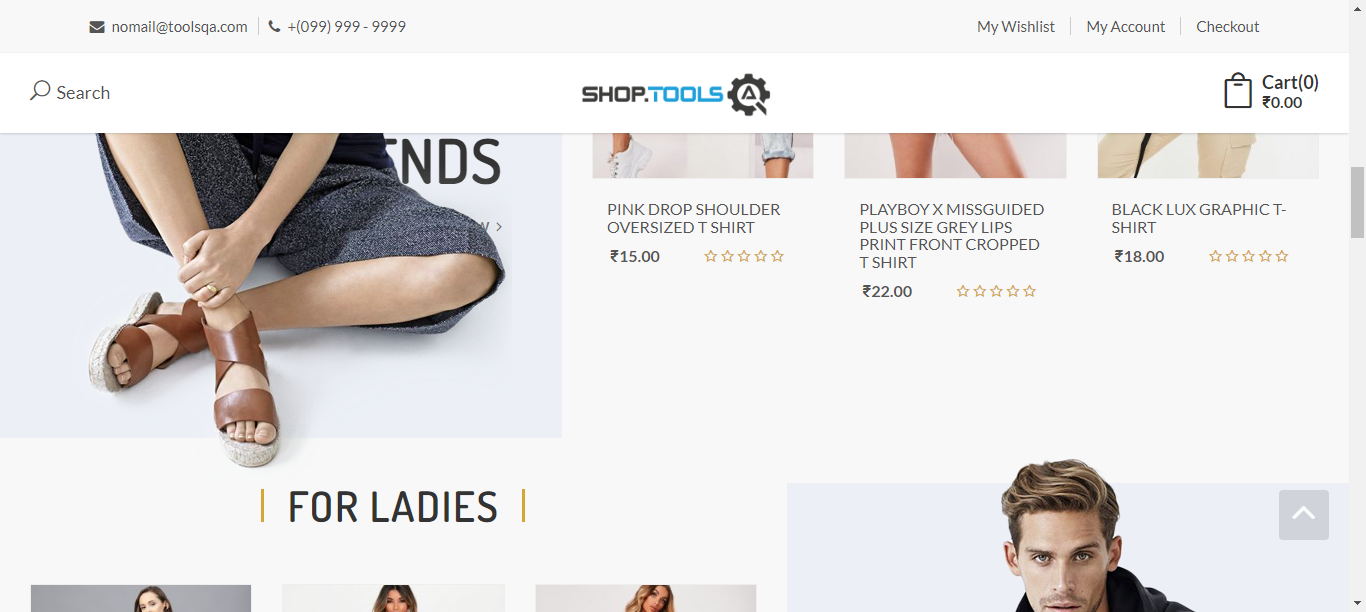 nomail@toolsqa.com
+(099) 999 - 9999
My Wishlist
My Account
Checkout
Search
SHOP.TOOLS
Cart(0)
₹0.00
NDS
PINK DROP SHOULDER
OVERSIZED T SHIRT
₹15.00
PLAYBOY X MISSGUIDED
PLUS SIZE GREY LIPS
PRINT FRONT CROPPED
T SHIRT
₹22.00
BLACK LUX GRAPHIC T-
SHIRT
₹18.00
FOR LADIES